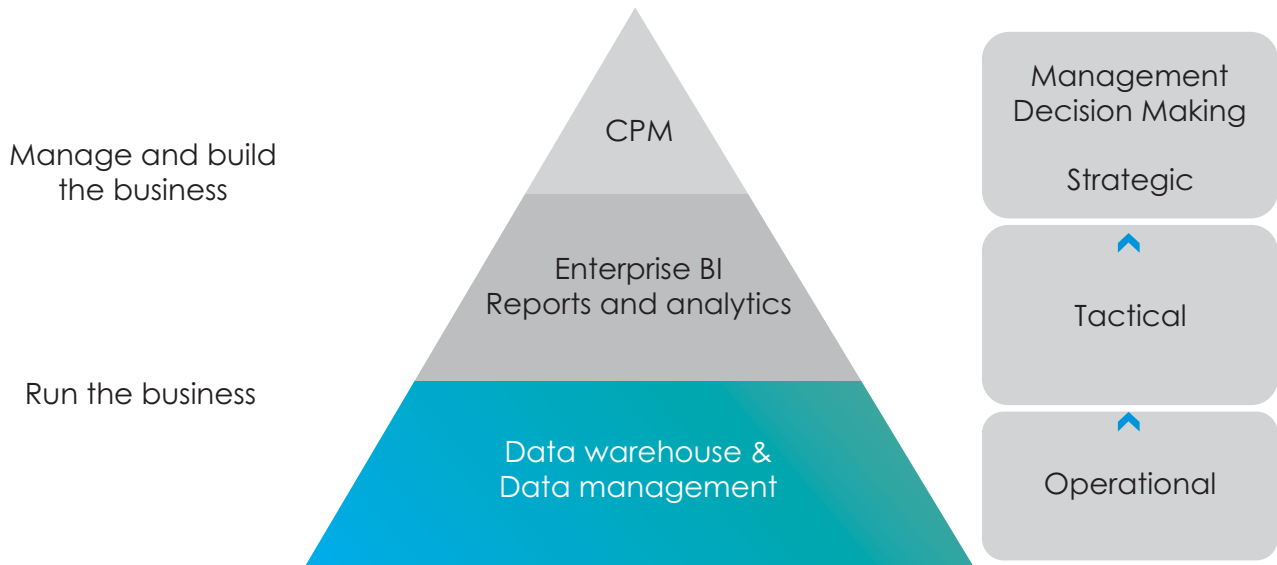 Manage and build
the business
Run the business
CPM
Enterprise BI
Reports and analytics
Data warehouse &
Data management
Management
Decision Making
Strategic
Tactical
Operational